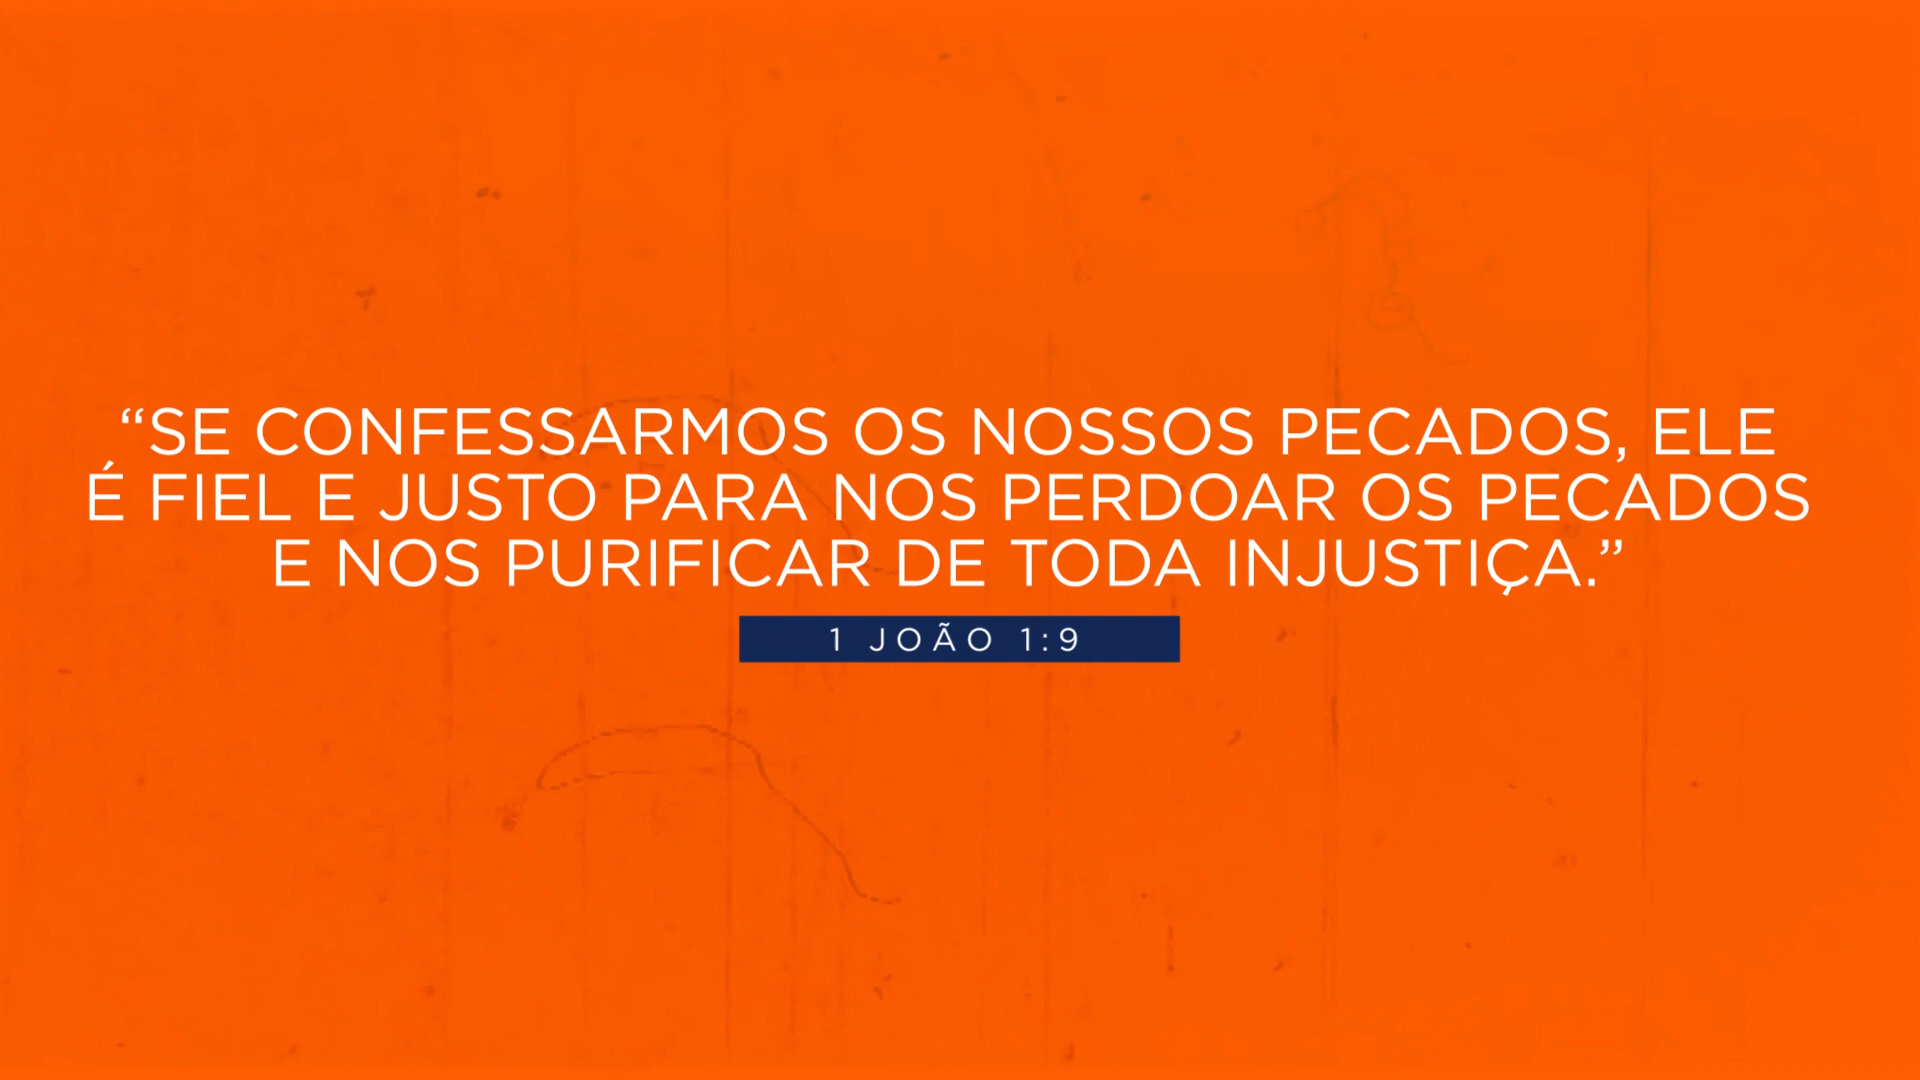 “SE CONFESSARMOS OS NOSSOS PECADOS, ELE
É FIEL E JUSTO PARA NOS PERDOAR OS PECADOS
E NOS PURIFICAR DE TODA INJUSTIÇA.”
1 JOÃO 1:9